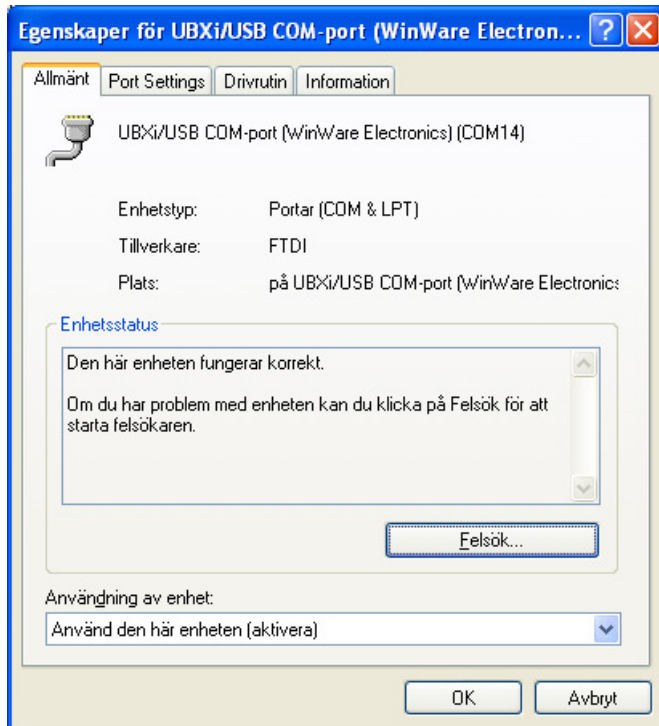 Egenskaper för UBXi/USB COM-port (WinWare Electron...
Allmänt Port Settings Drivrutin Information
UBXi/USB COM-port (WinWare Electronics) (COM14)
Enhetstyp: Portar (COM & LPT)
Tillverkare: FTDI
Plats: på UBXi/USB COM-port (WinWare Electronics
Enhetsstatus
Den här enheten fungerar korrekt.
Om du har problem med enheten kan du klicka på Felsök för att
starta felsökaren.
Felsök...
Användning av enhet:
Använd den här enheten (aktivera)
OK Avbryt